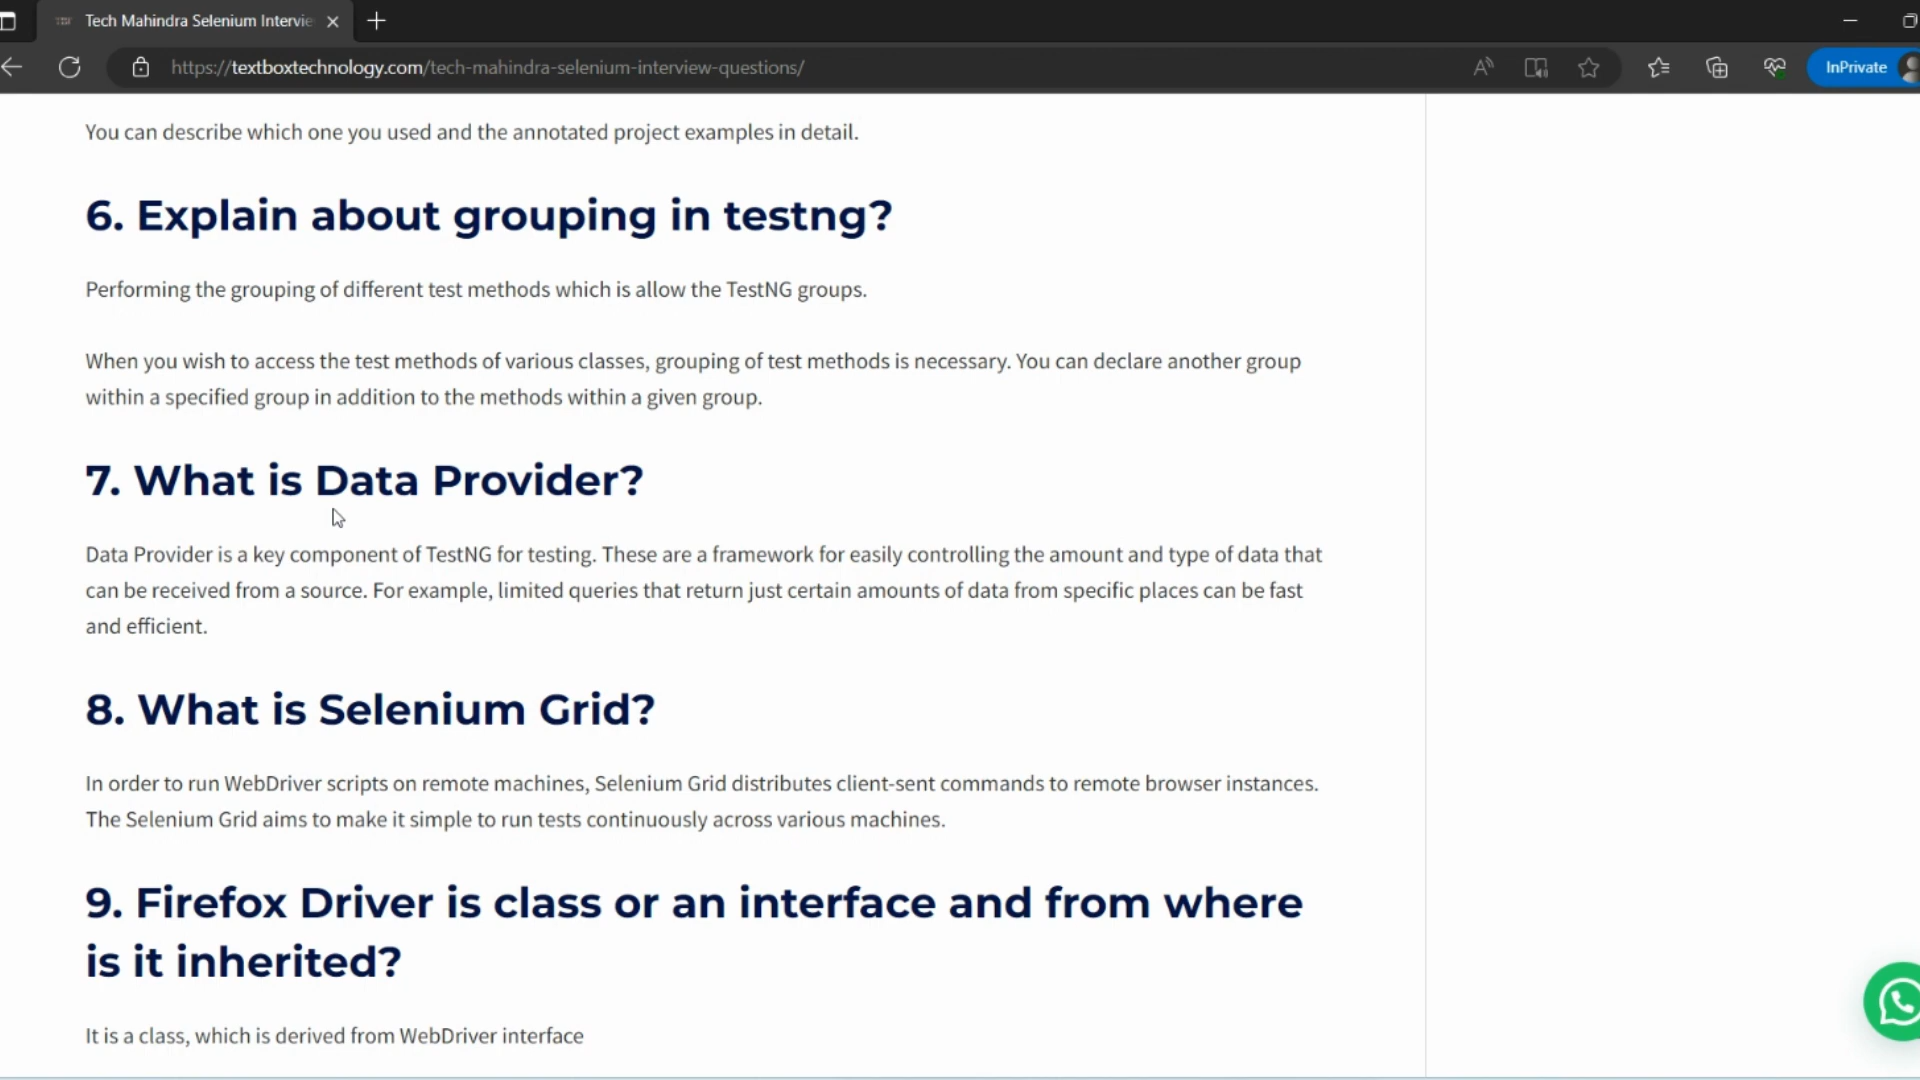 Tech Mahindra Selenium Intervie
https://textboxtechnology.com/tech-mahindra-selenium-interview-questions/
InPrivate
You can describe which one you used and the annotated project examples in detail.
6. Explain about grouping in testng?
Performing the grouping of different test methods which is allow the TestNG groups.
When you wish to access the test methods of various classes, grouping of test methods is necessary. You can declare another group
within a specified group in addition to the methods within a given group.
7. What is Data Provider?
Data Provider is a key component of TestNG for testing. These are a framework for easily controlling the amount and type of data that
can be received from a source. For example, limited queries that return just certain amounts of data from specific places can be fast
and efficient.
8. What is Selenium Grid?
In order to run WebDriver scripts on remote machines, Selenium Grid distributes client-sent commands to remote browser instances.
The Selenium Grid aims to make it simple to run tests continuously across various machines.
9. Firefox Driver is class or an interface and from where
is it inherited?
It is a class, which is derived from WebDriver interface